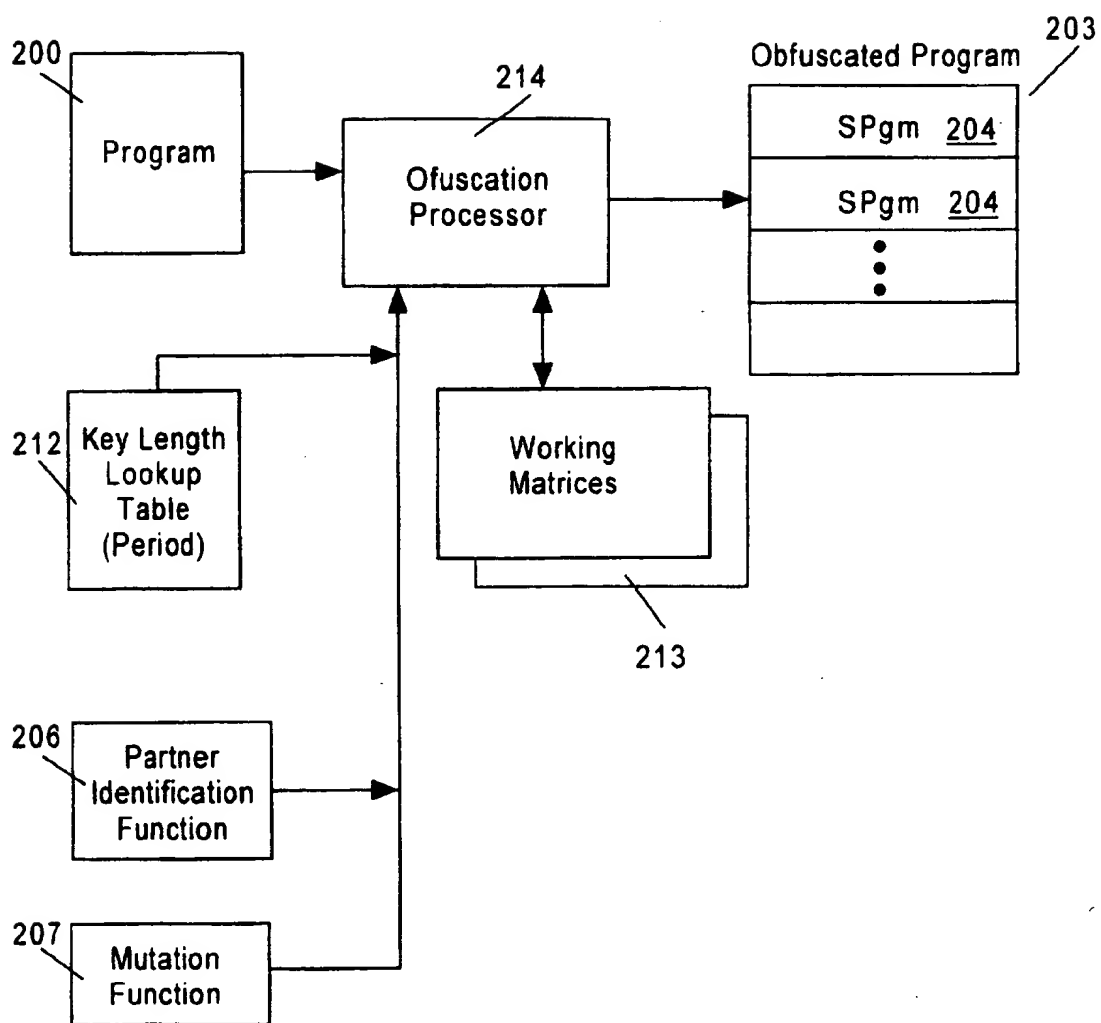 203
200
Obfuscated Program
214
SPgm 204
Program
Ofuscation
Processor
SPgm 204
212
Key Length
Lookup
Table
(Period)
Working
Matrices
213
206
Partner
Identification
Function
207
Mutation
Function